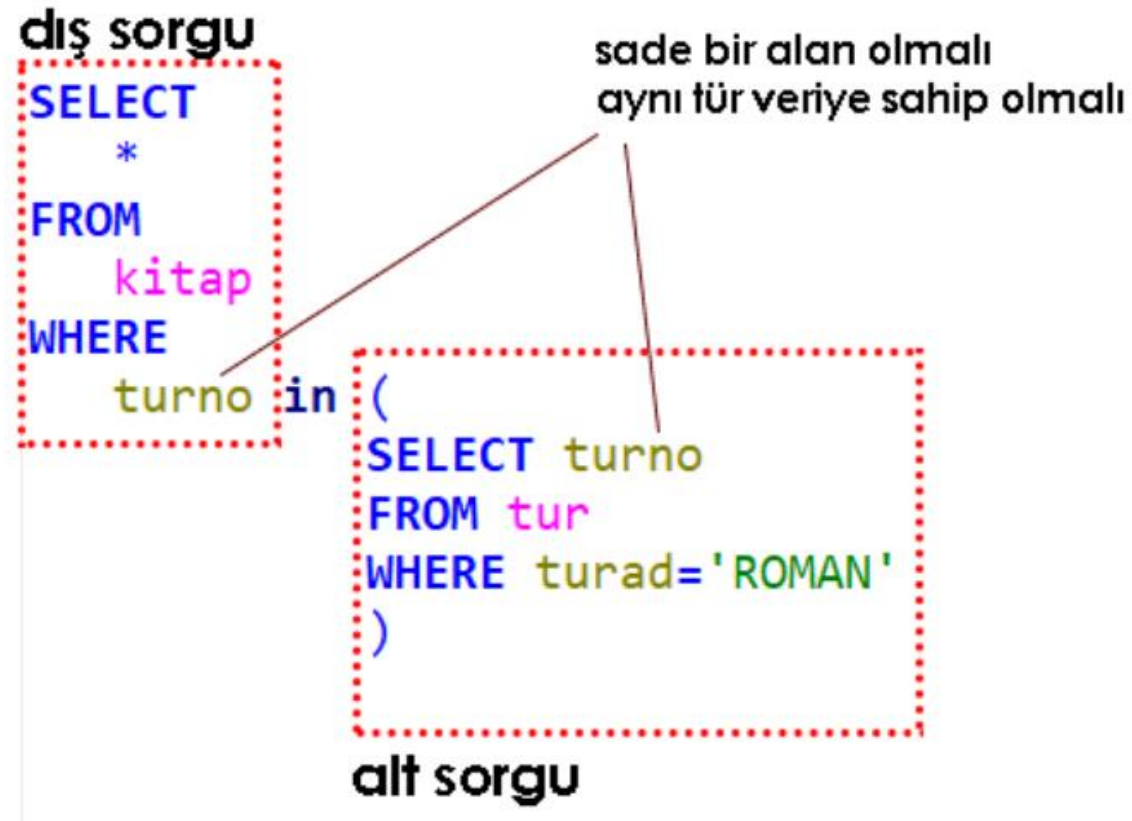 dış sorgu
sade bir alan olmalı
aynı tür veriye sahip olmalı
SELECT
*
FROM
kitap
WHERE
turno in (
SELECT turno
FROM tur
WHERE turad='ROMAN'
)
alt sorgu